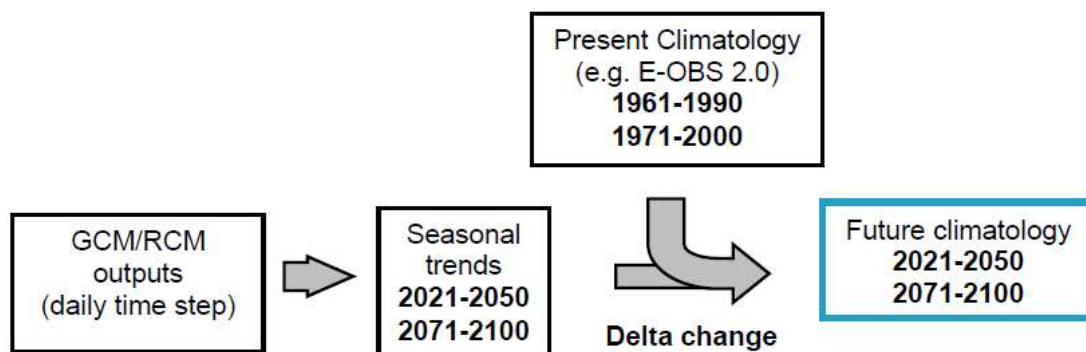 Present Climatology
(e.g. E-OBS 2.0)
1961-1990
1971-2000
GCM/RCM
outputs
(daily time step)
Seasonal
trends
2021-2050
2071-2100
Delta change
Future climatology
2021-2050
2071-2100